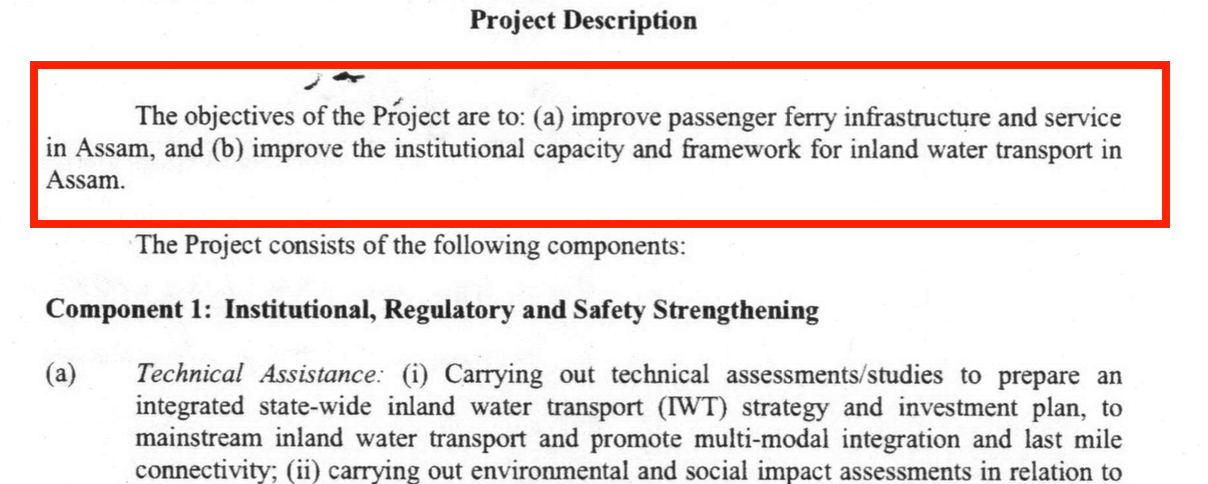 Project Description
The objectives of the Project are to: (a) improve passenger ferry infrastructure and service
in Assam, and (b) improve the institutional capacity and framework for inland water transport in
Assam.
The Project consists of the following components:
Component 1: Institutional, Regulatory and Safety Strengthening
(a) Technical Assistance: (i) Carrying out technical assessments/studies to prepare an
integrated state-wide inland water transport (IWT) strategy and investment plan, to
mainstream inland water transport and promote multi-modal integration and last mile
connectivity; (ii) carrying out environmental and social impact assessments in relation to